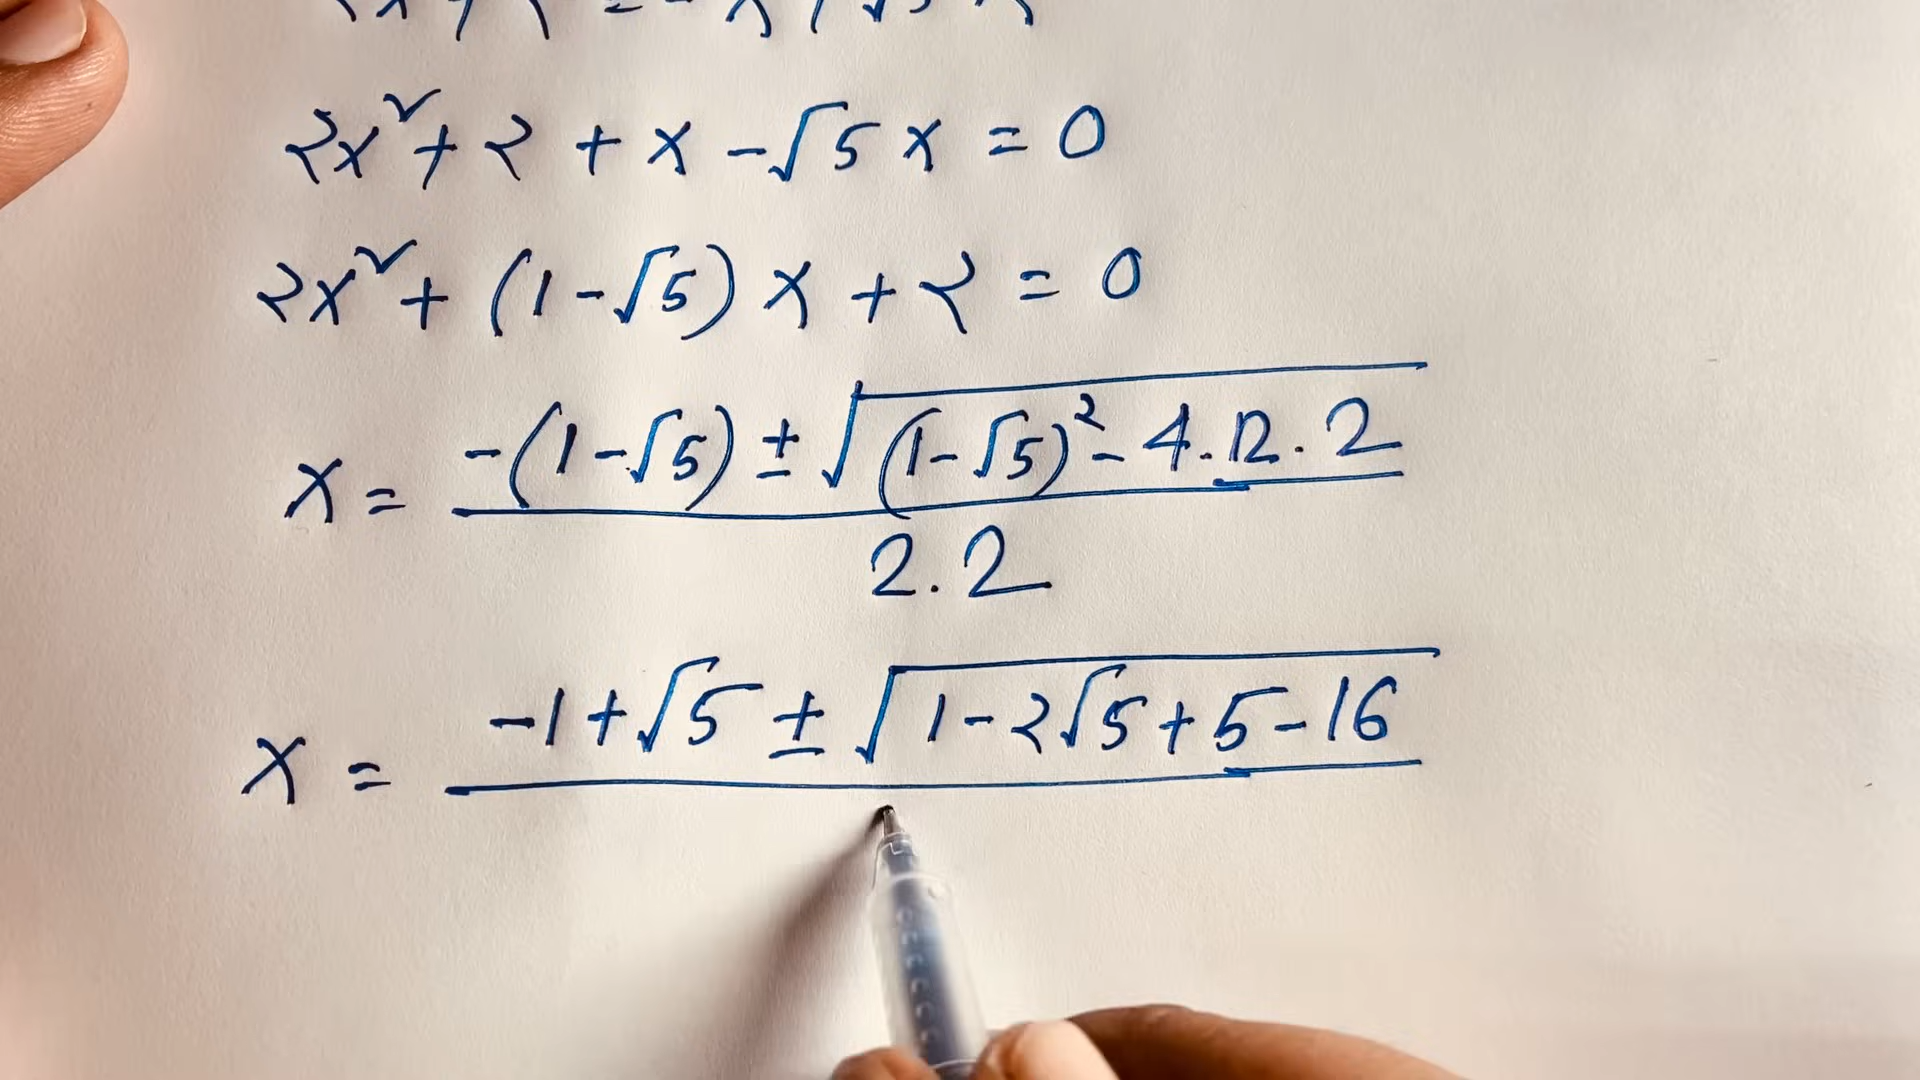 2x² + 2 + x - √5 x = 0
2x² + (1 - √5) x + 2 = 0
x = (-(1 - √5) ± √((1 - √5)² - 4 . 2 . 2)) / (2 . 2)
x = (-1 + √5 ± √(1 - 2√5 + 5 - 16)) /